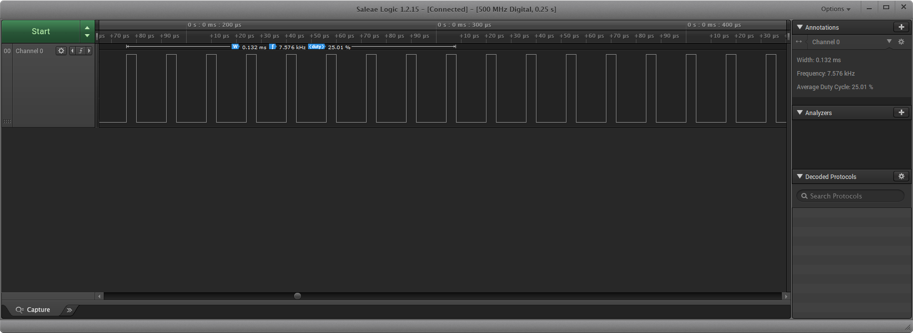 Saleae Logic 1.2.15 - [Connected] - [500 MHz Digital, 0.25 s]
Options
Start
0 s : 0 ms : 200 µs
0 s : 0 ms : 300 µs
0 s : 0 ms : 400 µs
+70 µs +80 µs +90 µs +10 µs +20 µs +30 µs +40 µs +50 µs +60 µs +70 µs +80 µs +90 µs +10 µs +20 µs +30 µs +40 µs +50 µs +60 µs +70 µs +80 µs +90 µs +10 µs +20 µs +30 µs
W 0.132 ms f 7.576 kHz 25.01 %
00 Channel 0
Annotations
Channel 0
Width: 0.132 ms
Frequency: 7.576 kHz
Average Duty Cycle: 25.01 %
Analyzers
Decoded Protocols
Search Protocols
Capture